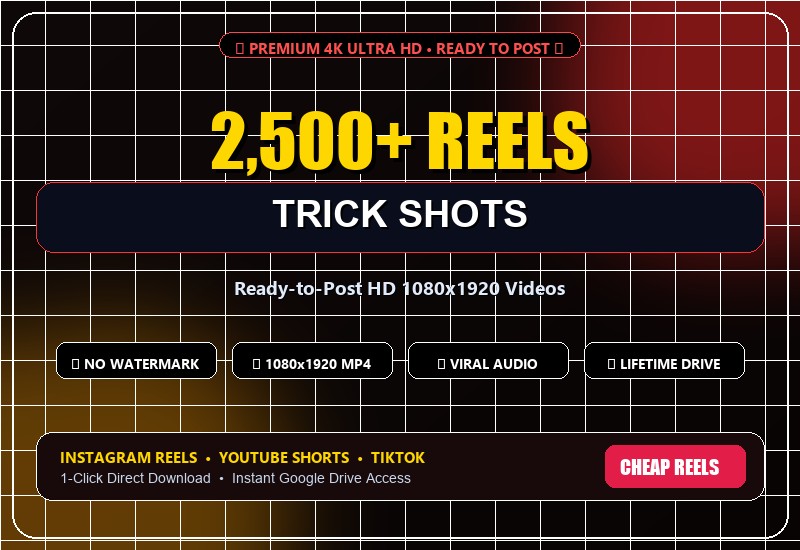 PREMIUM 4K ULTRA HD • READY TO POST
2,500+ REELS
TRICK SHOTS
Ready-to-Post HD 1080x1920 Videos
NO WATERMARK
1080x1920 MP4
VIRAL AUDIO
LIFETIME DRIVE
INSTAGRAM REELS • YOUTUBE SHORTS • TIKTOK
1-Click Direct Download • Instant Google Drive Access
CHEAP REELS